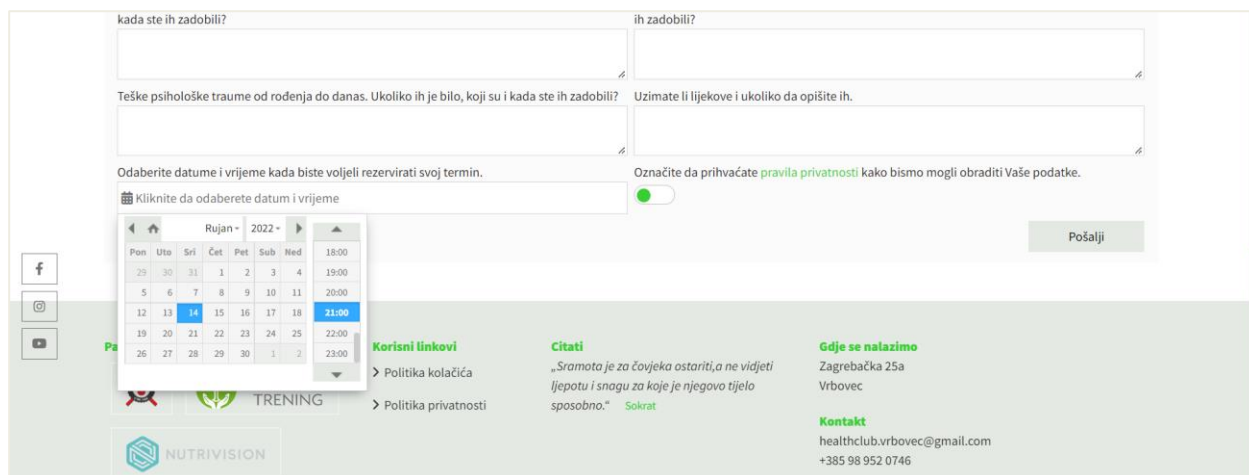 kada ste ih zadobili?
ih zadobili?
Teške psihološke traume od rođenja do danas. Ukoliko ih je bilo, koji su i kada ste ih zadobili?
Uzimate li lijekove i ukoliko da opišite ih.
Odaberite datume i vrijeme kada biste voljeli rezervirati svoj termin.
Kliknite da odaberete datum i vrijeme
Označite da prihvaćate pravila privatnosti kako bismo mogli obraditi Vaše podatke.
Pošalji
Rujan 2022
Pon Uto Sri Čet Pet Sub Ned
29 30 31 1 2 3 4
5 6 7 8 9 10 11
12 13 14 15 16 17 18
19 20 21 22 23 24 25
26 27 28 29 30 1 2
18:00
19:00
20:00
21:00
22:00
23:00
TRENING
NUTRIVISION
Korisni linkovi
Politika kolačića
Politika privatnosti
Citati
„Sramota je za čovjeka ostariti,a ne vidjeti
ljepotu i snagu za koje je njegovo tijelo
sposobno.“ Sokrat
Gdje se nalazimo
Zagrebačka 25a
Vrbovec
Kontakt
healthclub.vrbovec@gmail.com
+385 98 952 0746